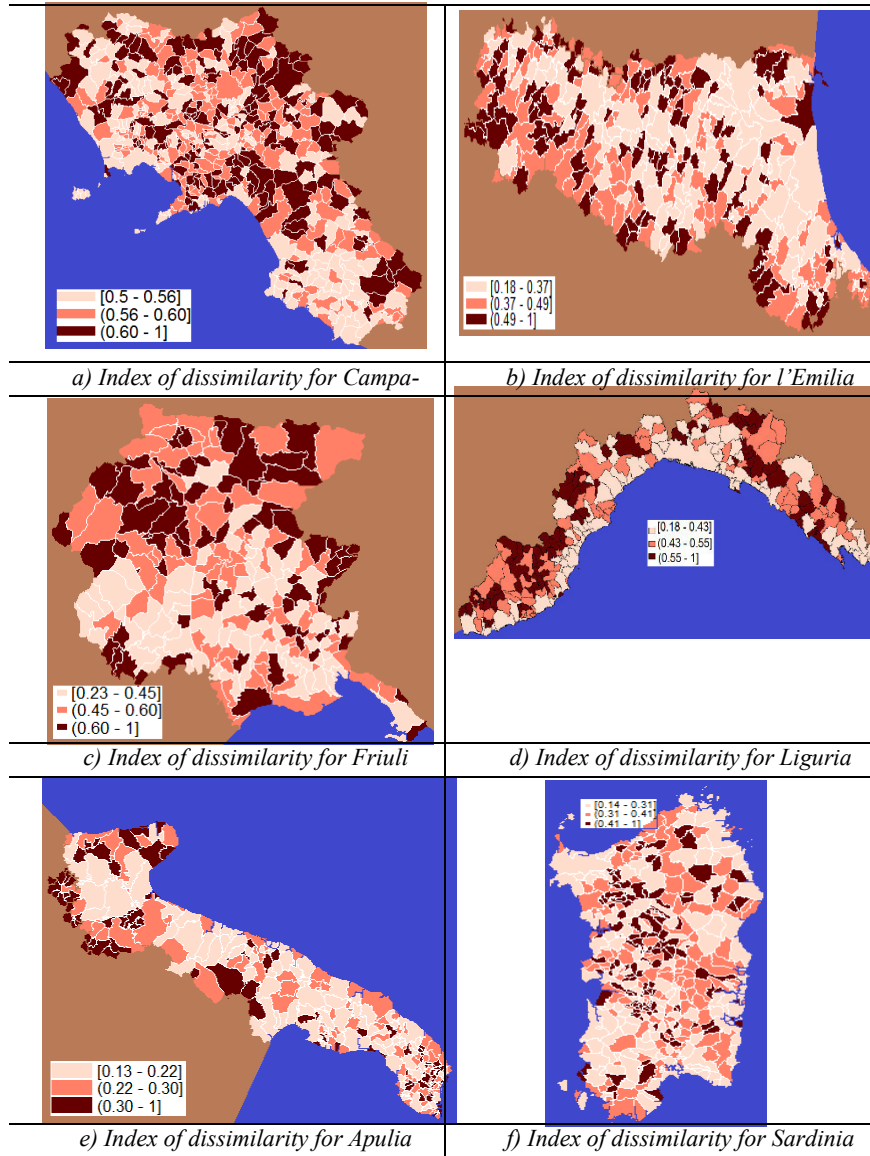 [0.5 - 0.56]
(0.56 - 0.60]
(0.60 - 1]
[0.18 - 0.37]
(0.37 - 0.49]
(0.49 - 1]
a) Index of dissimilarity for Campa-
b) Index of dissimilarity for l’Emilia
[0.23 - 0.45]
(0.45 - 0.60]
(0.60 - 1]
[0.18 - 0.43]
(0.43 - 0.55]
(0.55 - 1]
c) Index of dissimilarity for Friuli
d) Index of dissimilarity for Liguria
[0.13 - 0.22]
(0.22 - 0.30]
(0.30 - 1]
[0.14 - 0.31]
(0.31 - 0.41]
(0.41 - 1]
e) Index of dissimilarity for Apulia
f) Index of dissimilarity for Sardinia